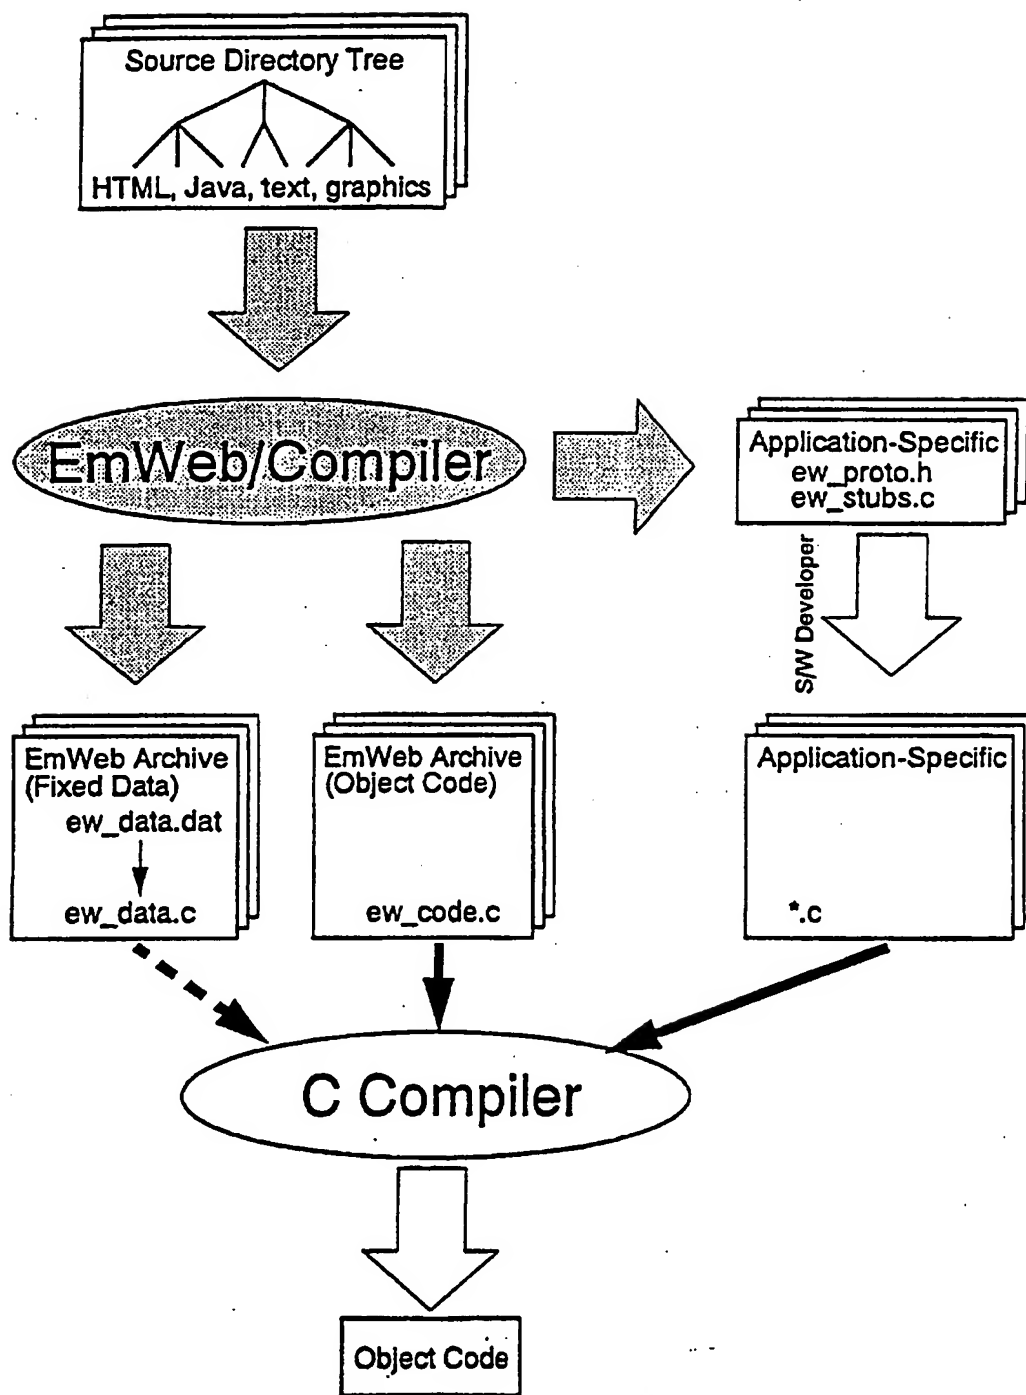 Source Directory Tree
HTML, Java, text, graphics
EmWeb/Compiler
Application-Specific
ew_proto.h
ew_stubs.c
S/W Developer
EmWeb Archive
(Fixed Data)
ew_data.dat
ew_data.c
EmWeb Archive
(Object Code)
ew_code.c
Application-Specific
*.c
C Compiler
Object Code